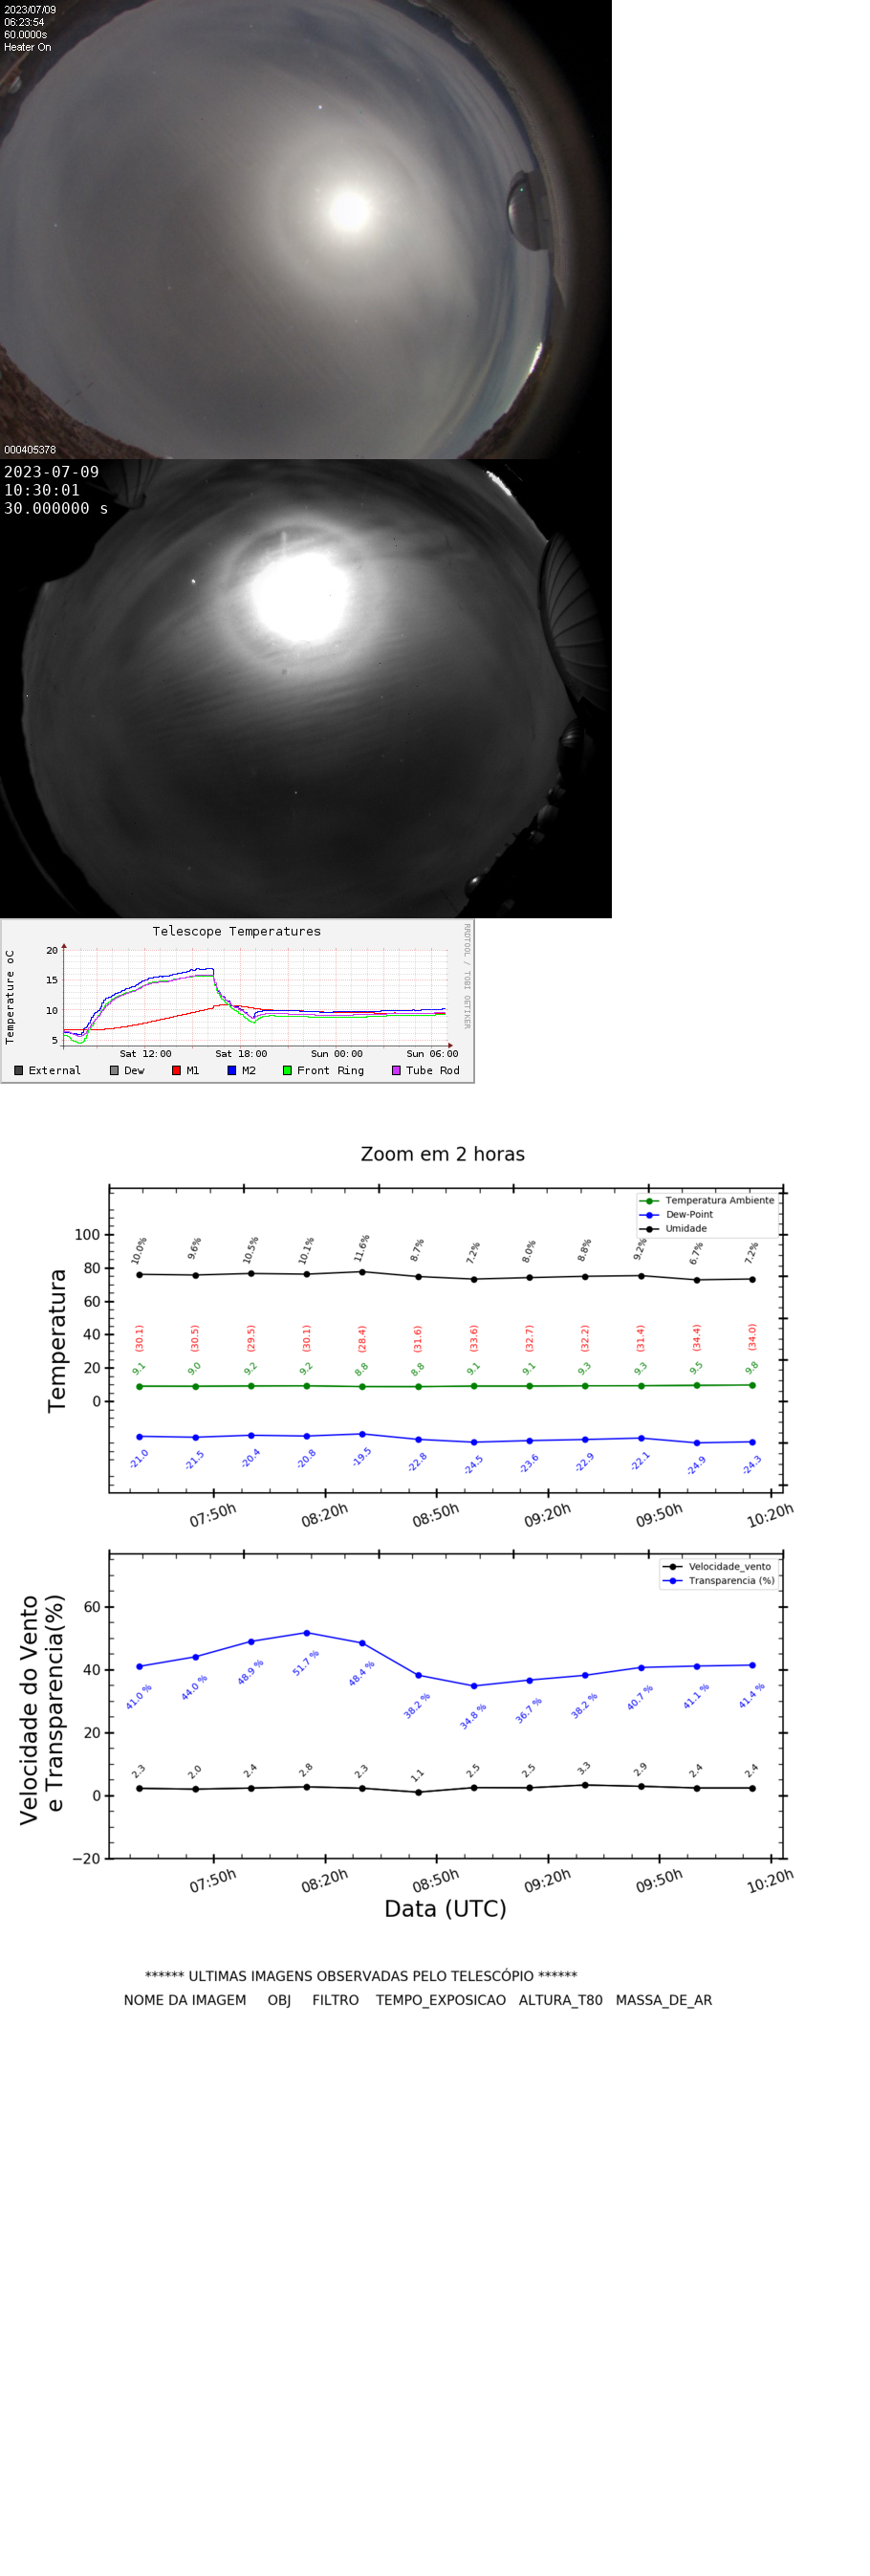 2023/07/09
06:23:54
60.0000s
Heater On
000405378
2023-07-09
10:30:01
30.000000 s
Telescope Temperatures
RRDTOOL / TOBI OETIKER
Temperature oC
20
15
10
5
Sat 12:00 Sat 18:00 Sun 00:00 Sun 06:00
External Dew M1 M2 Front Ring Tube Rod
Zoom em 2 horas
Temperatura Ambiente
Dew-Point
Umidade
Temperatura
100
80
60
40
20
0
10.0% 9.6% 10.5% 10.1% 11.6% 8.7% 7.2% 8.0% 8.8% 9.2% 6.7% 7.2%
(30.1) (30.5) (29.5) (30.1) (28.4) (31.6) (33.6) (32.7) (32.2) (31.4) (34.4) (34.0)
9.1 9.0 9.2 9.2 8.8 8.8 9.1 9.1 9.3 9.3 9.5 9.8
-21.0 -21.5 -20.4 -20.8 -19.5 -22.8 -24.5 -23.6 -22.9 -22.1 -24.9 -24.3
07:50h 08:20h 08:50h 09:20h 09:50h 10:20h
Velocidade_vento
Transparencia (%)
Velocidade do Vento
e Transparencia(%)
60
40
20
0
−20
41.0 % 44.0 % 48.9 % 51.7 % 48.4 % 38.2 % 34.8 % 36.7 % 38.2 % 40.7 % 41.1 % 41.4 %
2.3 2.0 2.4 2.8 2.3 1.1 2.5 2.5 3.3 2.9 2.4 2.4
07:50h 08:20h 08:50h 09:20h 09:50h 10:20h
Data (UTC)
****** ULTIMAS IMAGENS OBSERVADAS PELO TELESCÓPIO ******
NOME DA IMAGEM OBJ FILTRO TEMPO_EXPOSICAO ALTURA_T80 MASSA_DE_AR